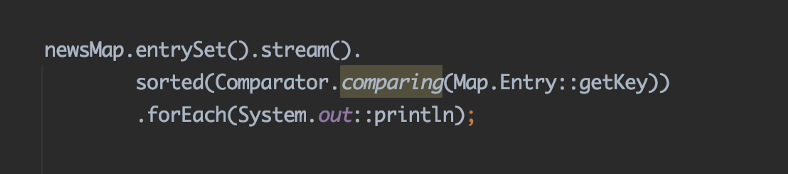 newsMap.entrySet().stream().
sorted(Comparator.comparing(Map.Entry::getKey))
.forEach(System.out::println);